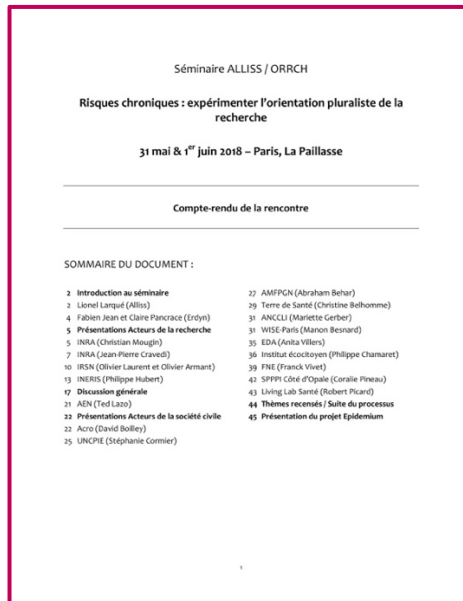 Séminaire ALLISS / ORRCH
Risques chroniques : expérimenter l'orientation pluraliste de la
recherche
31 mai & 1er juin 2018 – Paris, La Paillasse
Compte-rendu de la rencontre
SOMMAIRE DU DOCUMENT :
2 Introduction au séminaire
2 Lionel Larqué (Alliss)
4 Fabien Jean et Claire Pancrace (Erdyn)
5 Présentations Acteurs de la recherche
5 INRA (Christian Mougin)
7 INRA (Jean-Pierre Cravedi)
10 IRSN (Olivier Laurent et Olivier Armant)
13 INERIS (Philippe Hubert)
17 Discussion générale
21 AEN (Ted Lazo)
22 Présentations Acteurs de la société civile
22 Acro (David Boilley)
25 UNCPIE (Stéphanie Cormier)
27 AMFPGN (Abraham Behar)
29 Terre de Santé (Christine Belhomme)
31 ANCCLI (Mariette Gerber)
31 WISE-Paris (Manon Besnard)
35 EDA (Anita Villers)
36 Institut écocitoyen (Philippe Chamaret)
39 FNE (Franck Vivet)
42 SPPPI Côté d'Opale (Coralie Pineau)
43 Living Lab Santé (Robert Picard)
44 Thèmes recensés / Suite du processus
45 Présentation du projet Epidemium
1